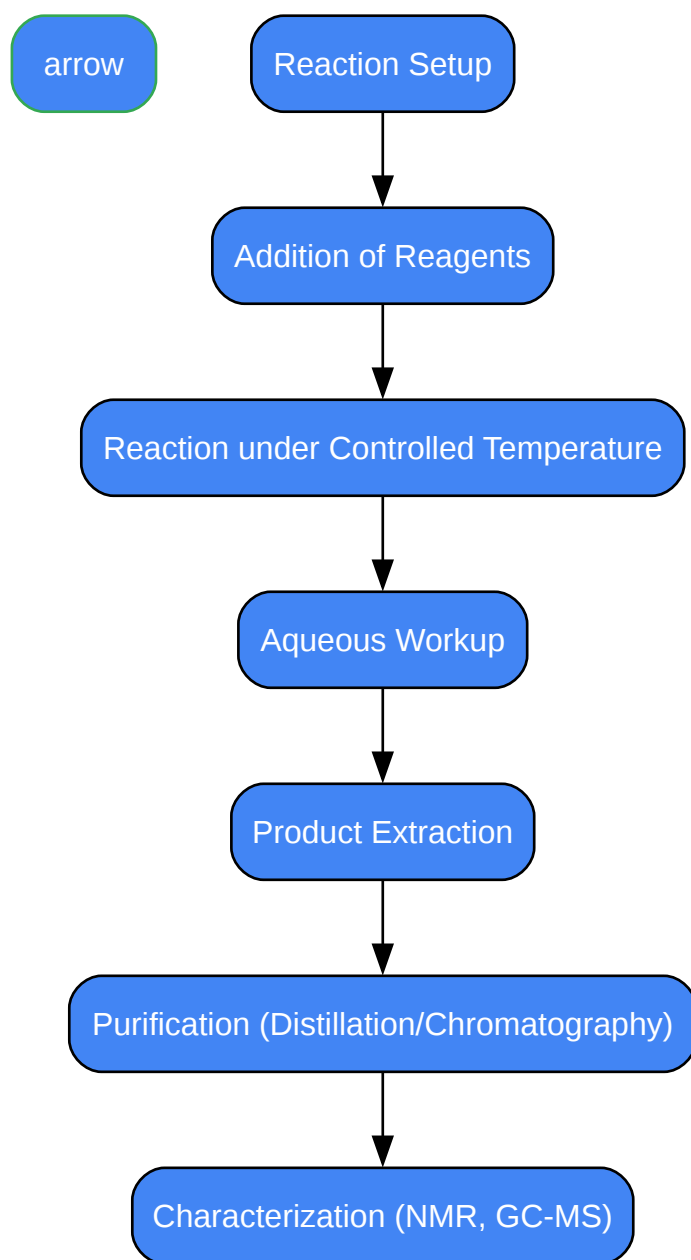 arrow
Reaction Setup
Addition of Reagents
Reaction under Controlled Temperature
Aqueous Workup
Product Extraction
Purification (Distillation/Chromatography)
Characterization (NMR, GC-MS)